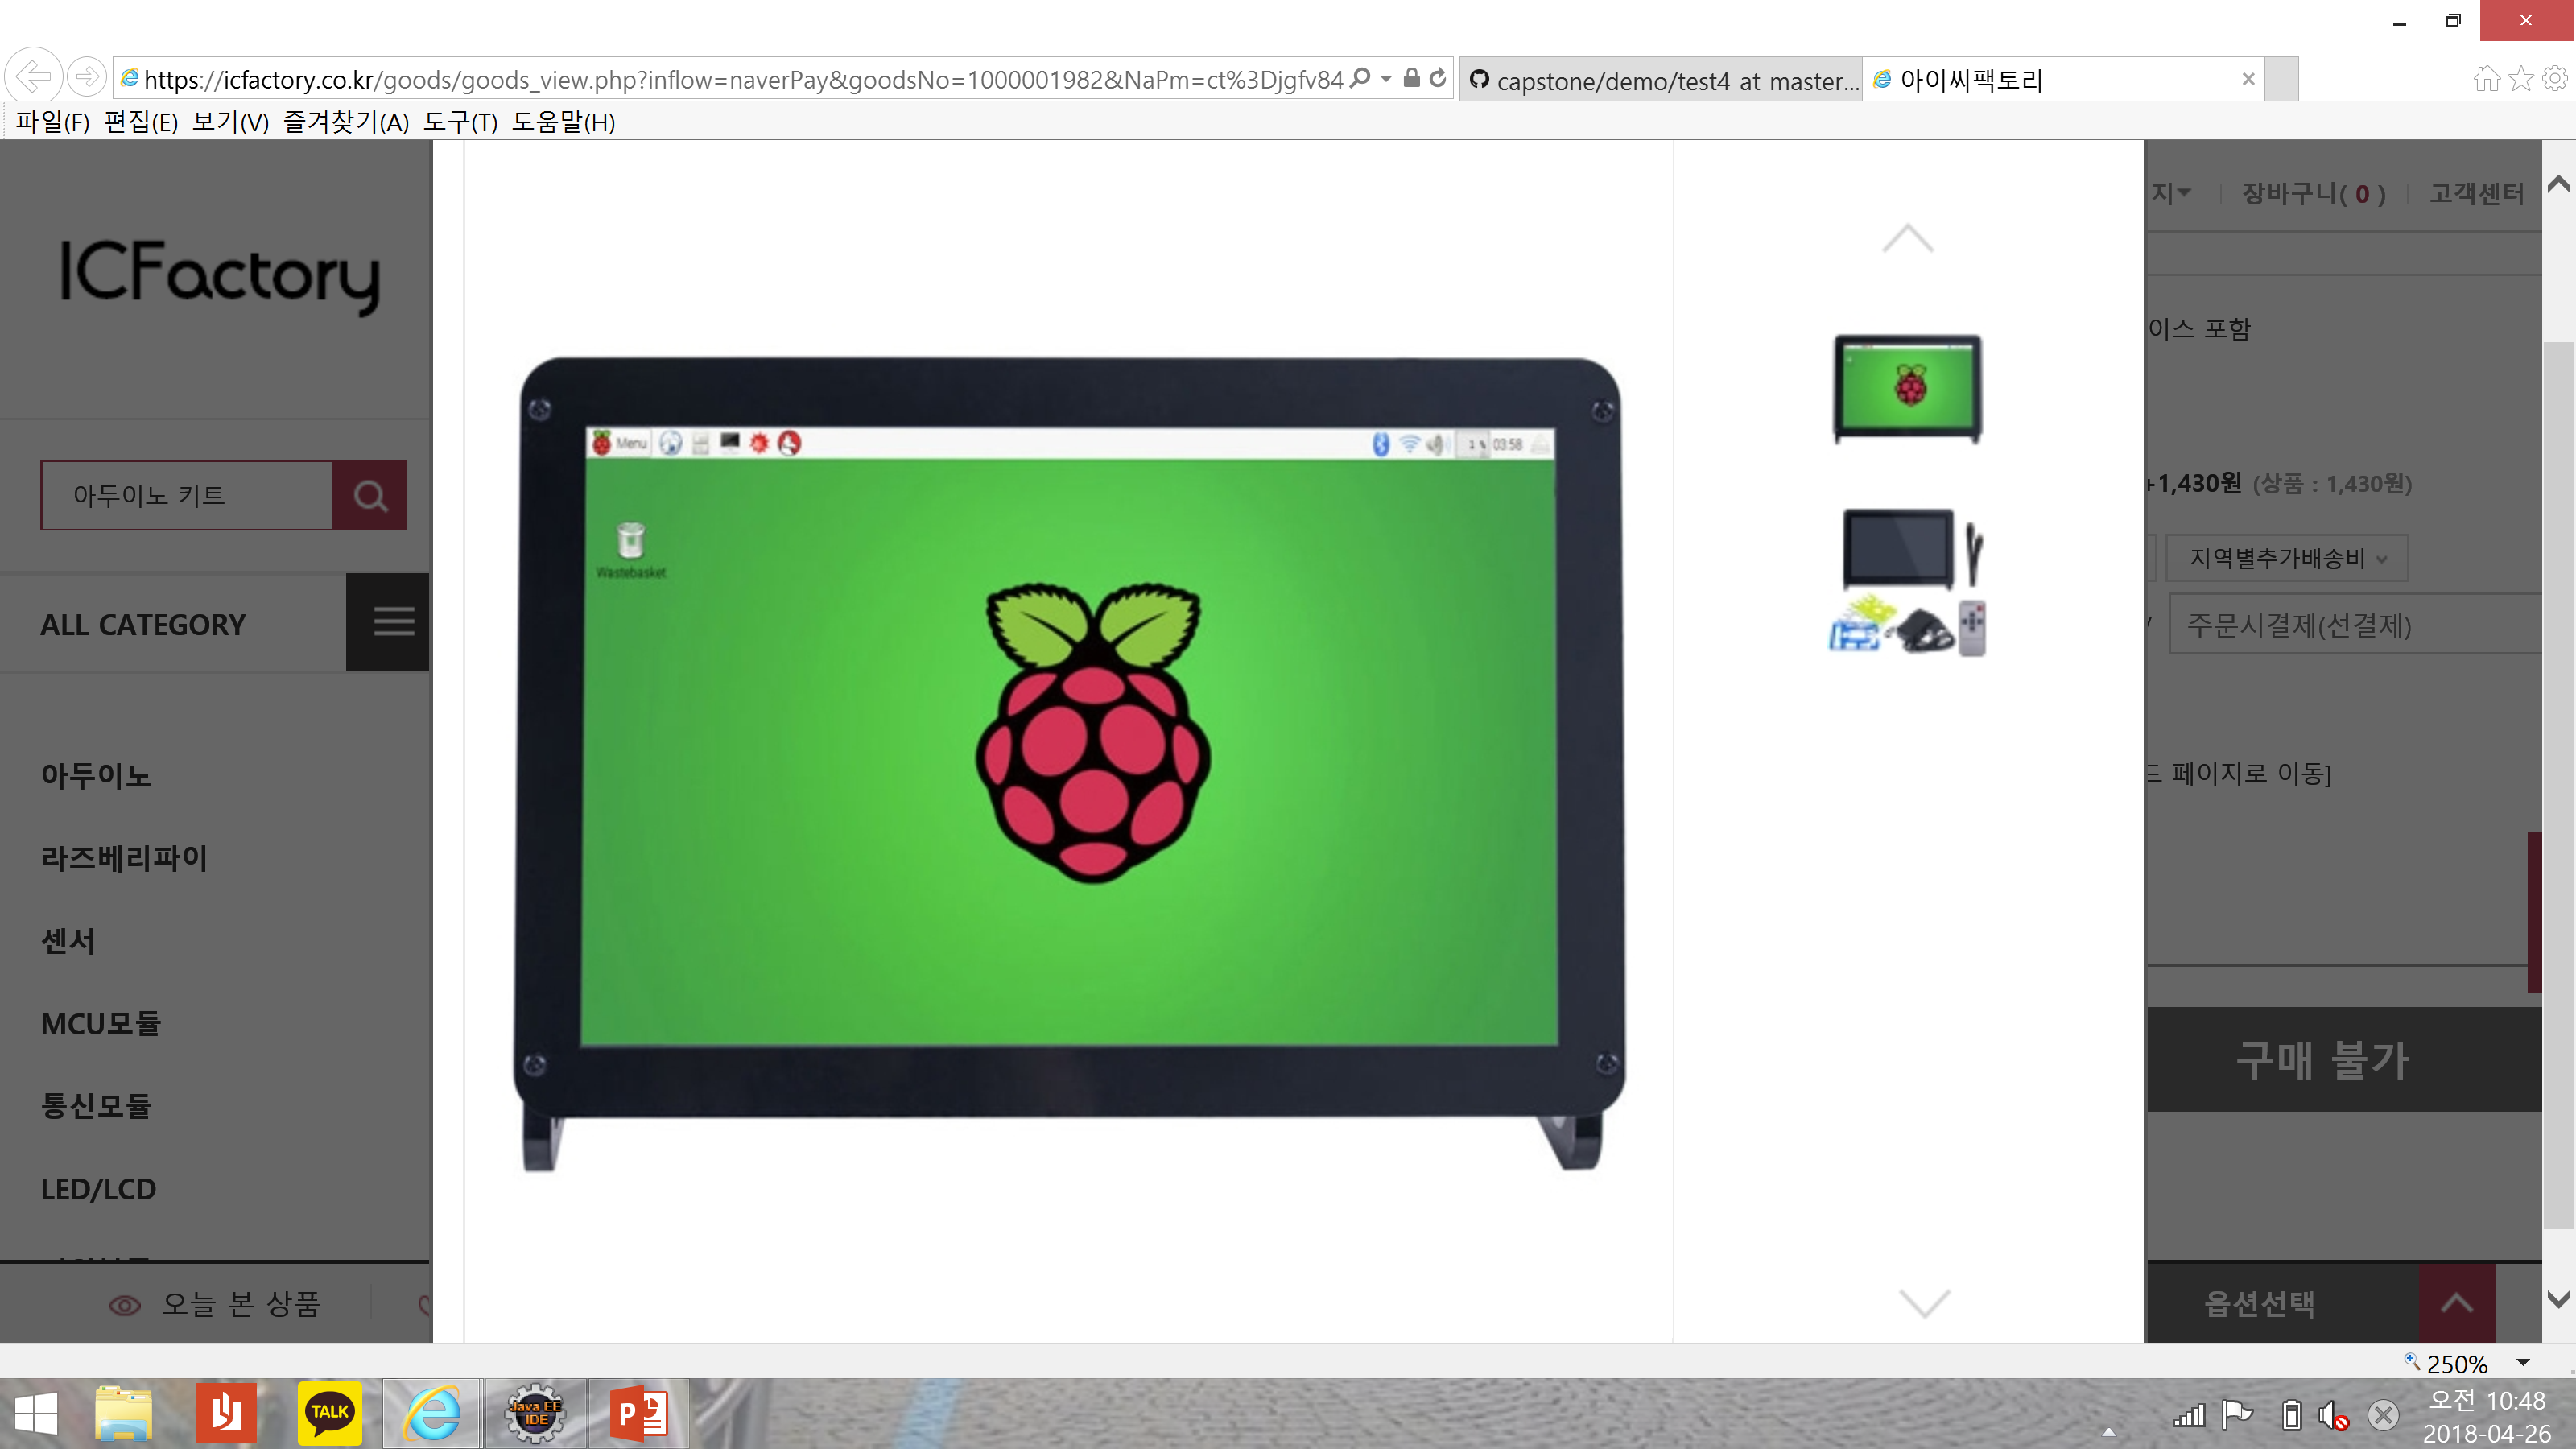 https://icfactory.co.kr/goods/goods_view.php?inflow=naverPay&goodsNo=1000001982&NaPm=ct%3Djgfv84
capstone/demo/test4 at master...
아이씨팩토리
파일(F) 편집(E) 보기(V) 즐겨찾기(A) 도구(T) 도움말(H)
지
장바구니( 0 )
고객센터
ICFactory
이스 포함
Menu
1 %
03:58
아두이노 키트
+1,430원 (상품 : 1,430원)
Wastebasket
지역별추가배송비
ALL CATEGORY
주문시결제(선결제)
아두이노
페이지로 이동]
라즈베리파이
센서
MCU모듈
구매 불가
통신모듈
LED/LCD
오늘 본 상품
옵션선택
250%
TALK
Java EE
IDE
P
오전 10:48
2018-04-26